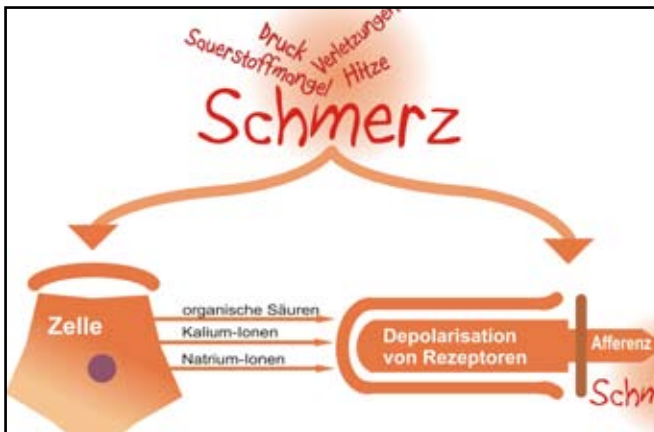 Druck
Verletzungen
Sauerstoffmangel
Hitze
Schmerz
Zelle
organische Säuren
Kalium-Ionen
Natrium-Ionen
Depolarisation
von Rezeptoren
Afferenz